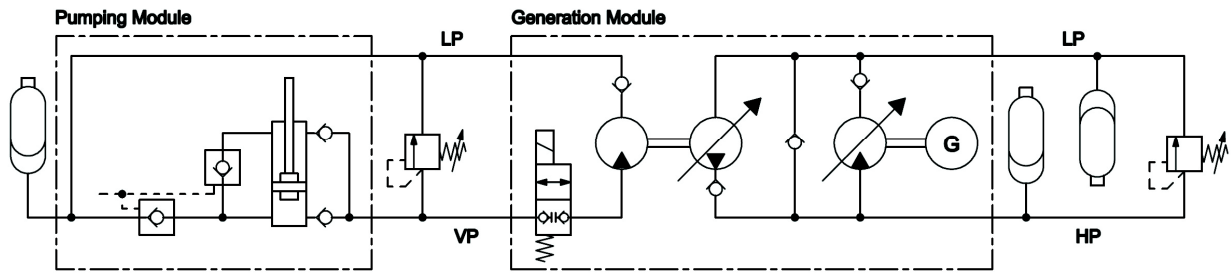 Pumping Module
Generation Module
LP
LP
G
VP
HP